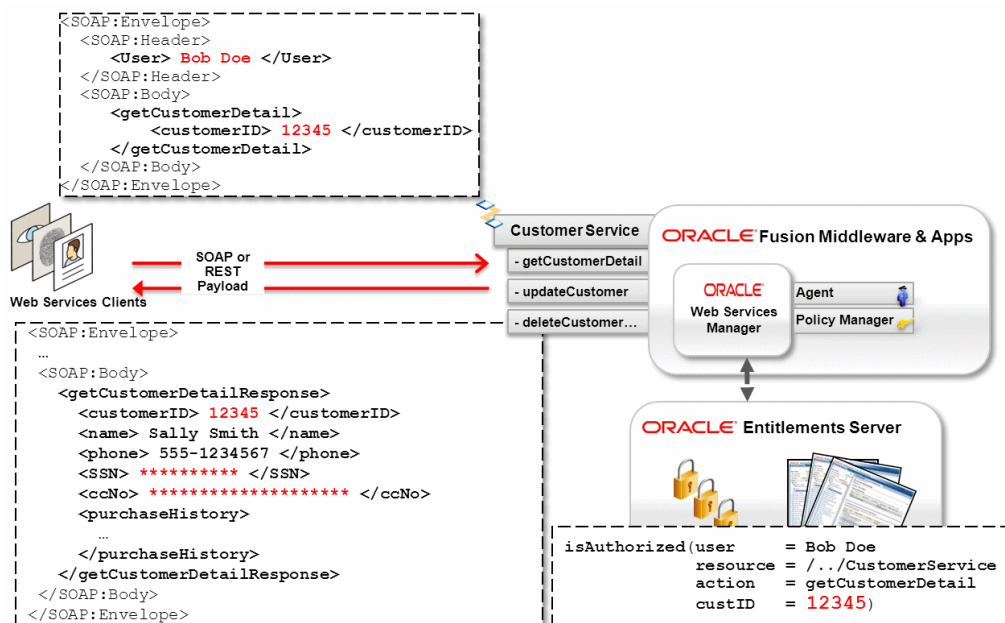 <SOAP:Envelope>
<SOAP:Header>
<User> Bob Doe </User>
</SOAP:Header>
<SOAP:Body>
<getCustomerDetail>
<customerID> 12345 </customerID>
</getCustomerDetail>
</SOAP:Body>
</SOAP:Envelope>
Web Services Clients
SOAP or
REST
Payload
Customer Service
- getCustomerDetail
- updateCustomer
- deleteCustomer…
ORACLE Fusion Middleware & Apps
ORACLE
Web Services
Manager
Agent
Policy Manager
ORACLE Entitlements Server
<SOAP:Envelope>
…
<SOAP:Body>
<getCustomerDetailResponse>
<customerID> 12345 </customerID>
<name> Sally Smith </name>
<phone> 555-1234567 </phone>
<SSN> ********** </SSN>
<ccNo> ******************** </ccNo>
<purchaseHistory>
…
</purchaseHistory>
</getCustomerDetailResponse>
</SOAP:Body>
</SOAP:Envelope>
isAuthorized(user = Bob Doe
resource = /../CustomerService
action = getCustomerDetail
custID = 12345)